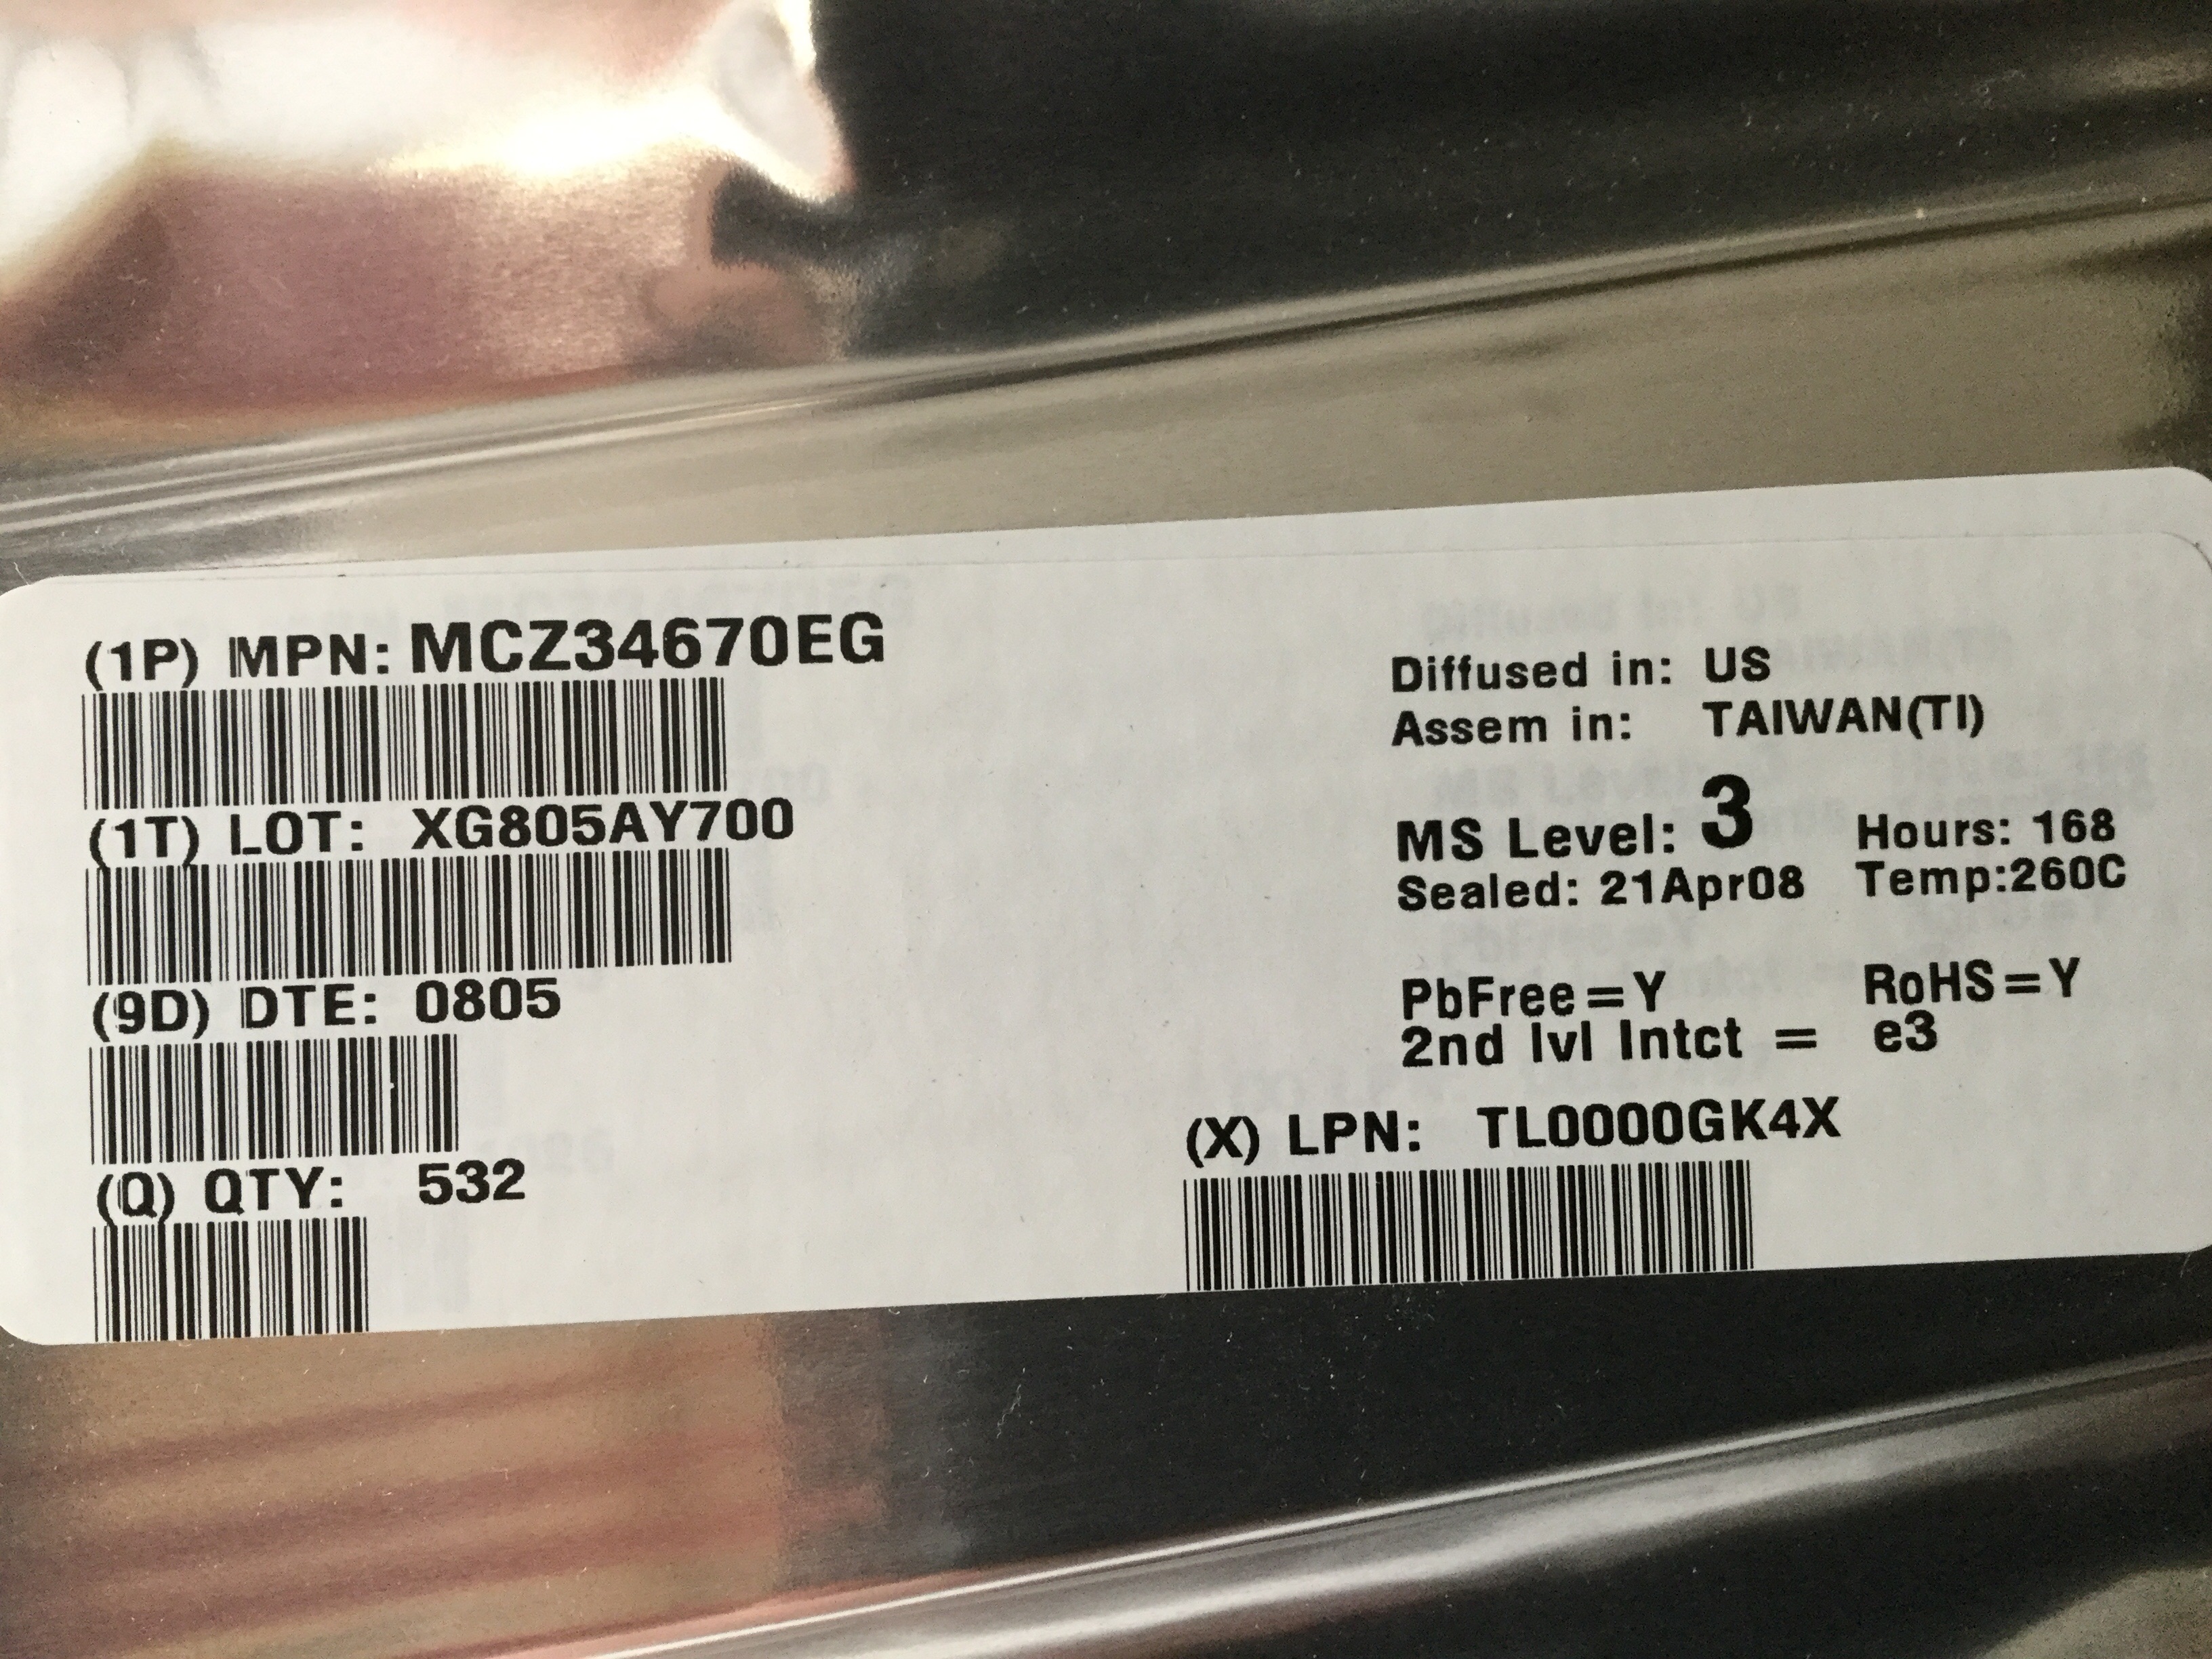 (1P) MPN: MCZ34670EG
(1T) LOT: XG805AY700
(9D) DTE: 0805
(Q) QTY: 532
Diffused in: US
Assem in: TAIWAN(TI)
MS Level: 3 Hours: 168
Sealed: 21Apr08 Temp:260C
PbFree=Y RoHS=Y
2nd lvl Intct = e3
(X) LPN: TL0000GK4X